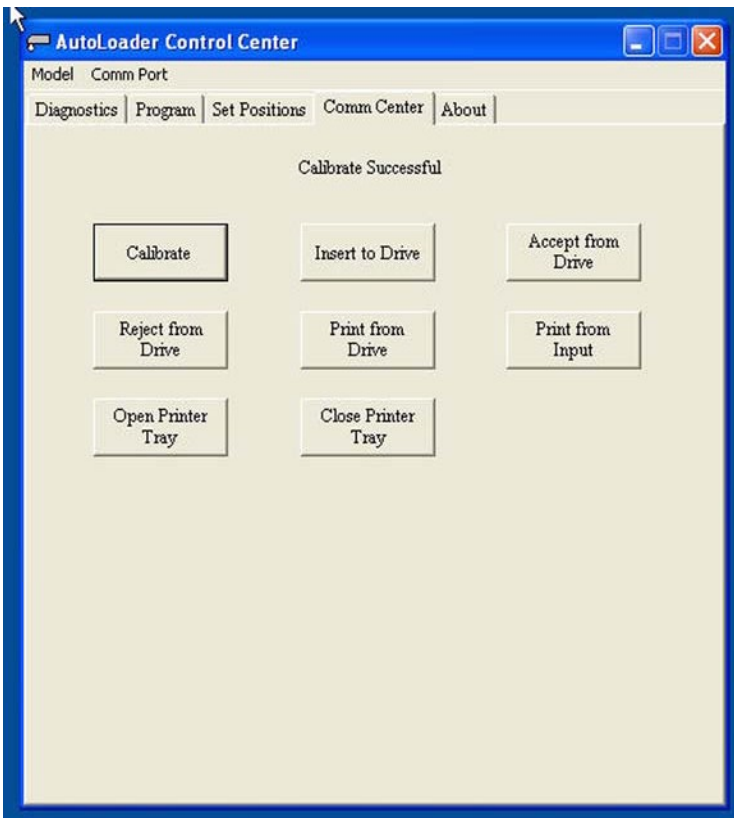 AutoLoader Control Center
Model Comm Port
Diagnostics Program Set Positions Comm Center About
Calibrate Successful
Calibrate
Insert to Drive
Accept from
Drive
Reject from
Drive
Print from
Drive
Print from
Input
Open Printer
Tray
Close Printer
Tray